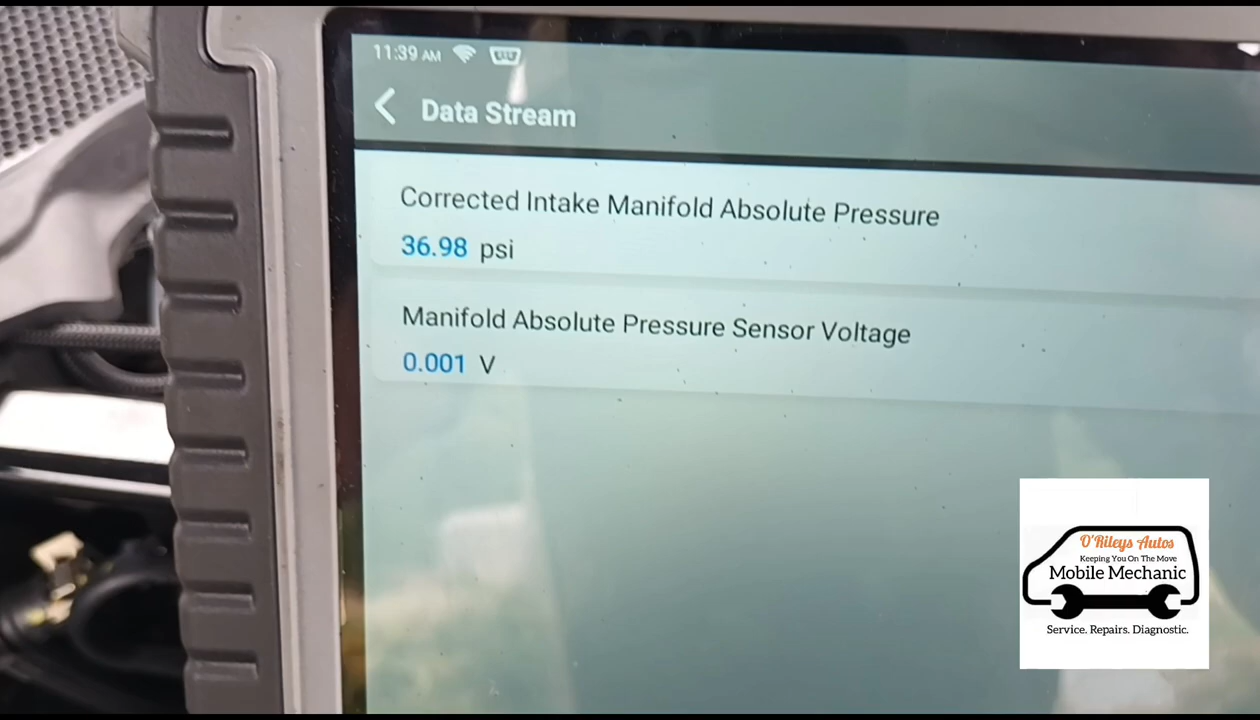 11:39 AM
Data Stream
Corrected Intake Manifold Absolute Pressure
36.98 psi
Manifold Absolute Pressure Sensor Voltage
0.001 V
O'Rileys Autos
Keeping You On The Move
Mobile Mechanic
Service. Repairs. Diagnostic.